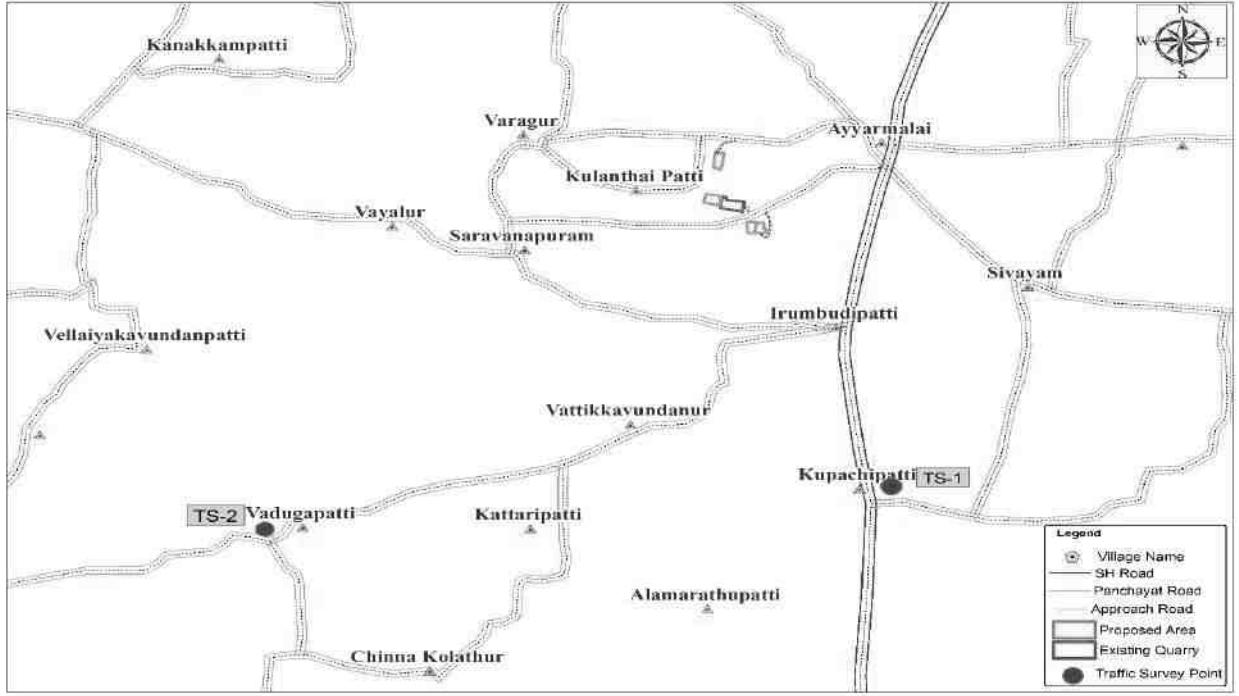 N
Kanakkampatti
W E
S
Varagur
Ayyarmalai
Kulanthai Patti
Vayalur
Saravanapuram
Sivayam
Irumbudipatti
Vellaiyakavundanpatti
Vattikkavundanur
Kupachipatti TS-1
TS-2 Vadugapatti
Kattaripatti
Legend
Village Name
SH Road
Panchayat Road
Approach Road
Proposed Area
Existing Quarry
Traffic Survey Point
Alamarathupatti
Chinna Kolathur